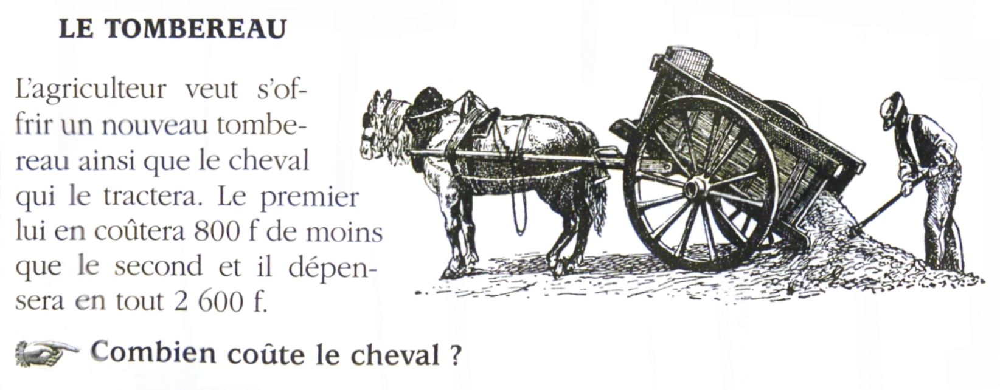 LE TOMBEREAU
L'agriculteur veut s'of-
frir un nouveau tombe-
reau ainsi que le cheval
qui le tractera. Le premier
lui en coûtera 800 f de moins
que le second et il dépen-
sera en tout 2 600 f.
Combien coûte le cheval ?